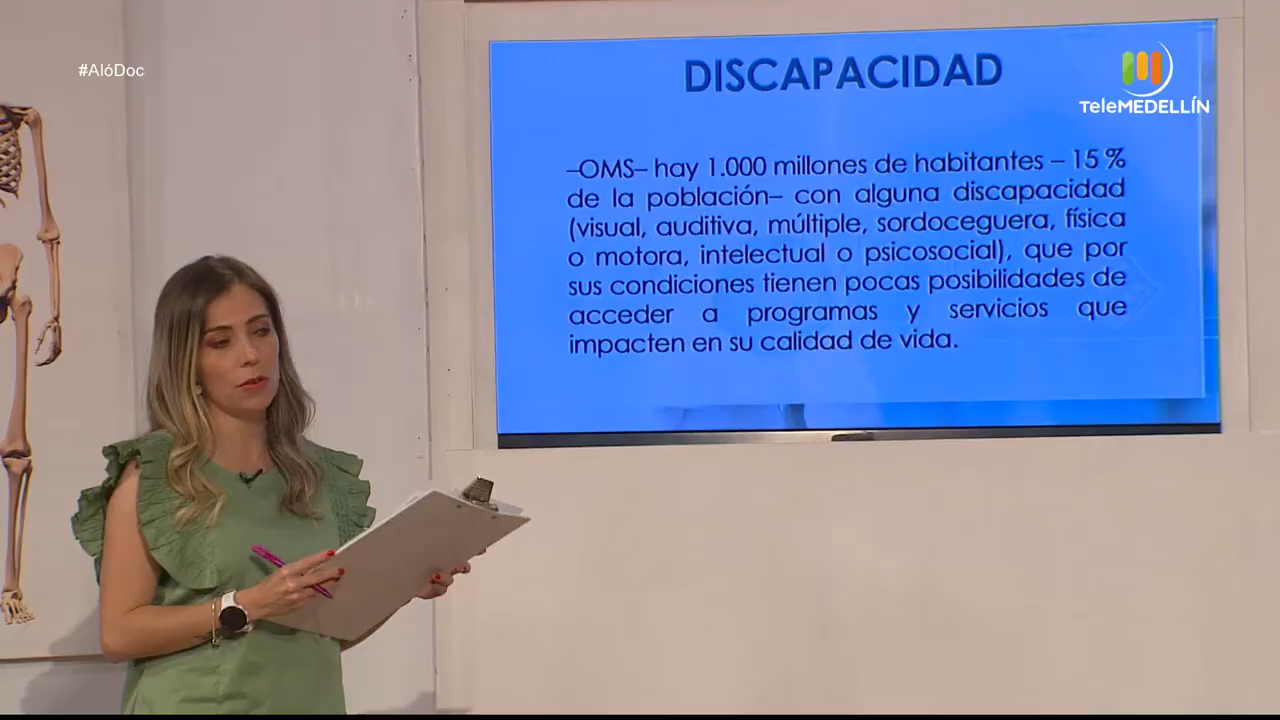 #AlóDoc
TeleMEDELLÍN
DISCAPACIDAD
–OMS– hay 1.000 millones de habitantes – 15 %
de la población– con alguna discapacidad
(visual, auditiva, múltiple, sordoceguera, física
o motora, intelectual o psicosocial), que por
sus condiciones tienen pocas posibilidades de
acceder a programas y servicios que
impacten en su calidad de vida.